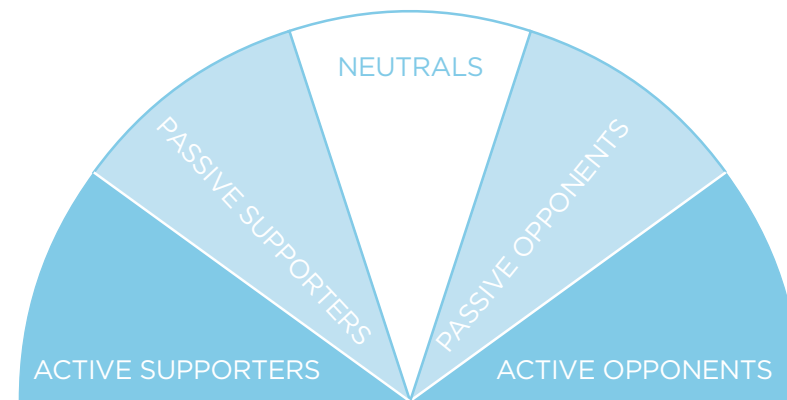 NEUTRALS
PASSIVE SUPPORTERS
PASSIVE OPPONENTS
ACTIVE SUPPORTERS
ACTIVE OPPONENTS